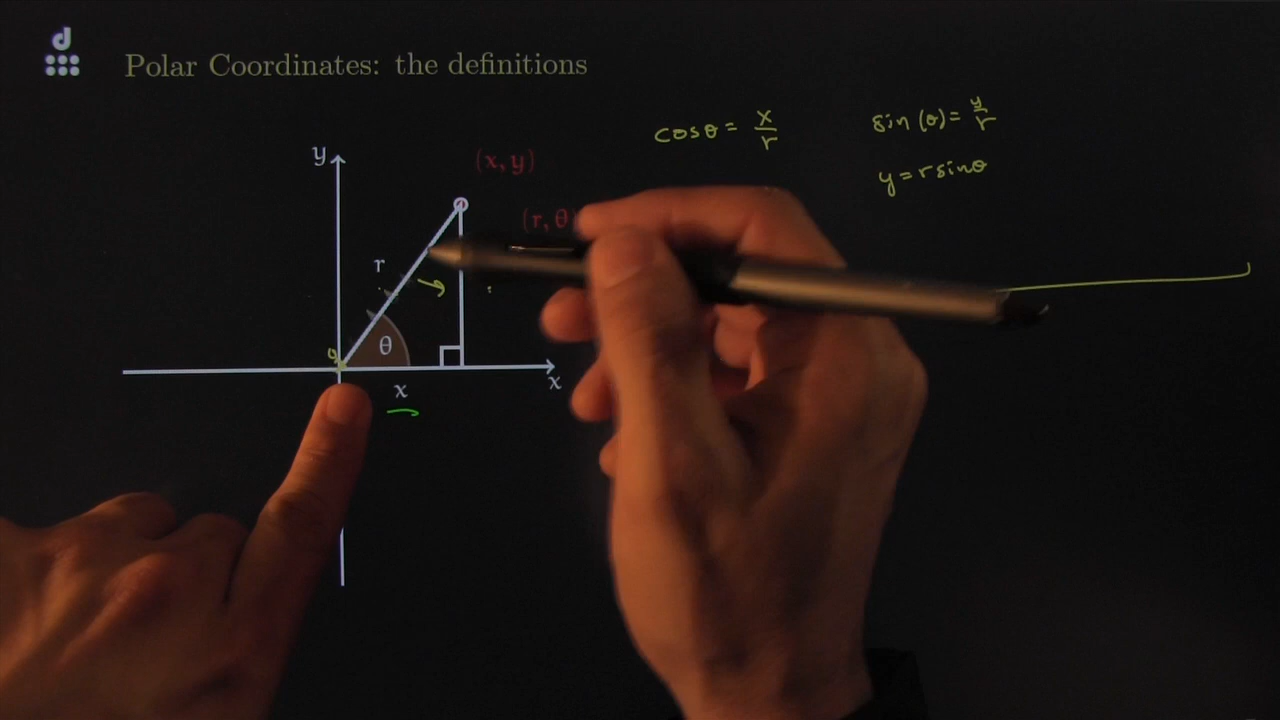 d
Polar Coordinates: the definitions
cosθ = x/r
sin(θ) = y/r
y = r sinθ
y
(x, y)
(r, θ)
r
θ
x
x